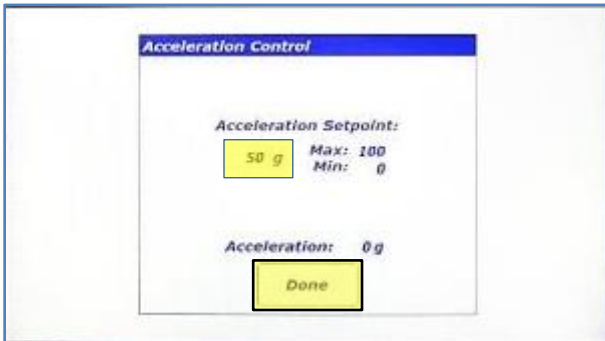 Acceleration Control
Acceleration Setpoint:
50 g Max: 100
Min: 0
Acceleration: 0 g
Done